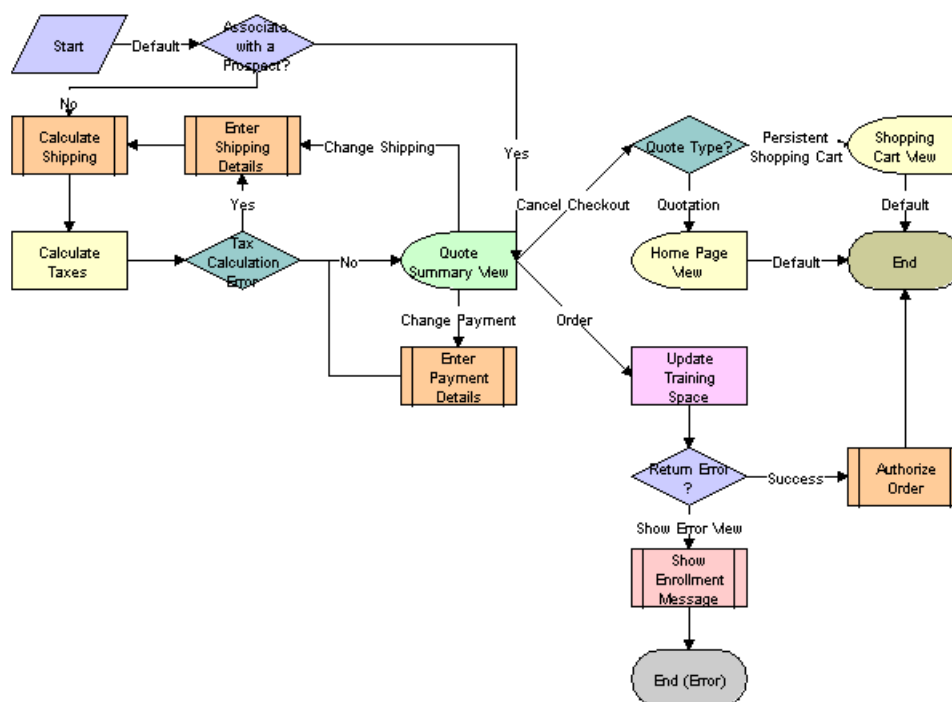 Associate
with a
Prospect?
Start
Default
No
Yes
Calculate
Shipping
Enter
Shipping
Details
Change Shipping
Quote Type?
Persistent
Shopping Cart
Shopping
Cart View
Yes
Cancel Checkout
Quotation
Default
Calculate
Taxes
Tax
Calculation
Error
No
Quote
Summary View
Home Page
View
Default
End
Change Payment
Order
Enter
Payment
Details
Update
Training
Space
Return Error
?
Success
Authorize
Order
Show Error View
Show
Enrollment
Message
End (Error)